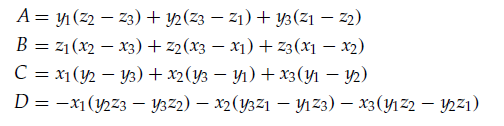 A = y₁(z₂ − z₃) + y₂(z₃ − z₁) + y₃(z₁ − z₂)
B = z₁(x₂ − x₃) + z₂(x₃ − x₁) + z₃(x₁ − x₂)
C = x₁(y₂ − y₃) + x₂(y₃ − y₁) + x₃(y₁ − y₂)
D = −x₁(y₂z₃ − y₃z₂) − x₂(y₃z₁ − y₁z₃) − x₃(y₁z₂ − y₂z₁)